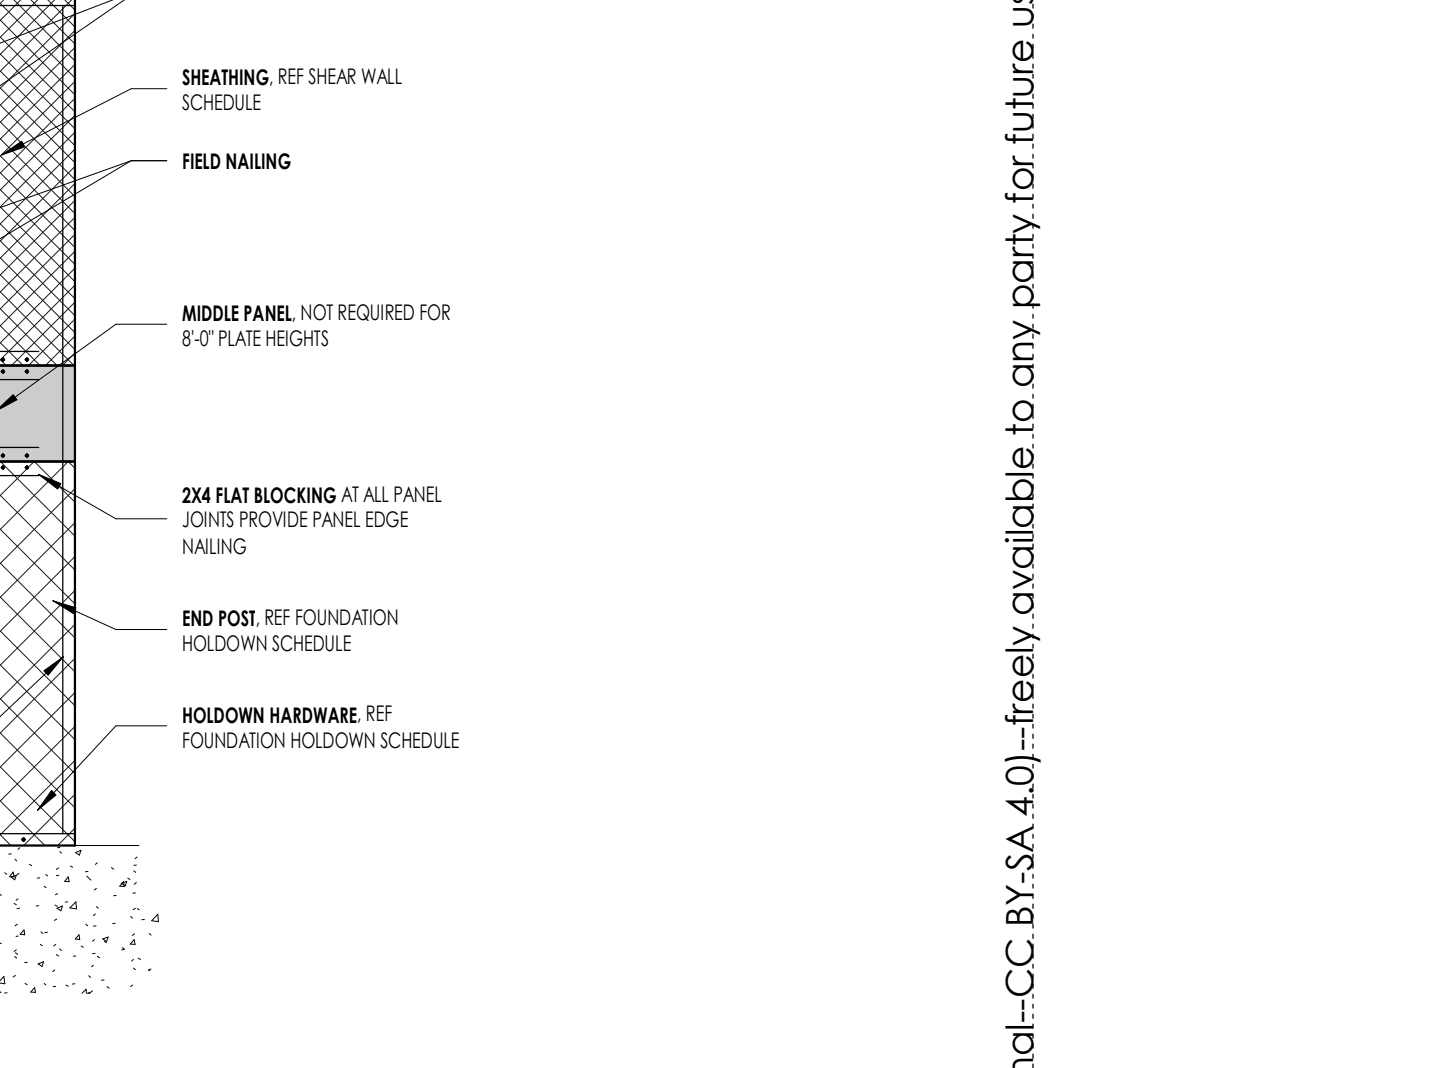 SHEATHING, REF SHEAR WALL
SCHEDULE
FIELD NAILING
MIDDLE PANEL, NOT REQUIRED FOR
8'-0" PLATE HEIGHTS
2X4 FLAT BLOCKING AT ALL PANEL
JOINTS PROVIDE PANEL EDGE
NAILING
END POST, REF FOUNDATION
HOLDOWN SCHEDULE
HOLDOWN HARDWARE, REF
FOUNDATION HOLDOWN SCHEDULE
nal--CC BY-SA 4.0)--freely available to any party for future us